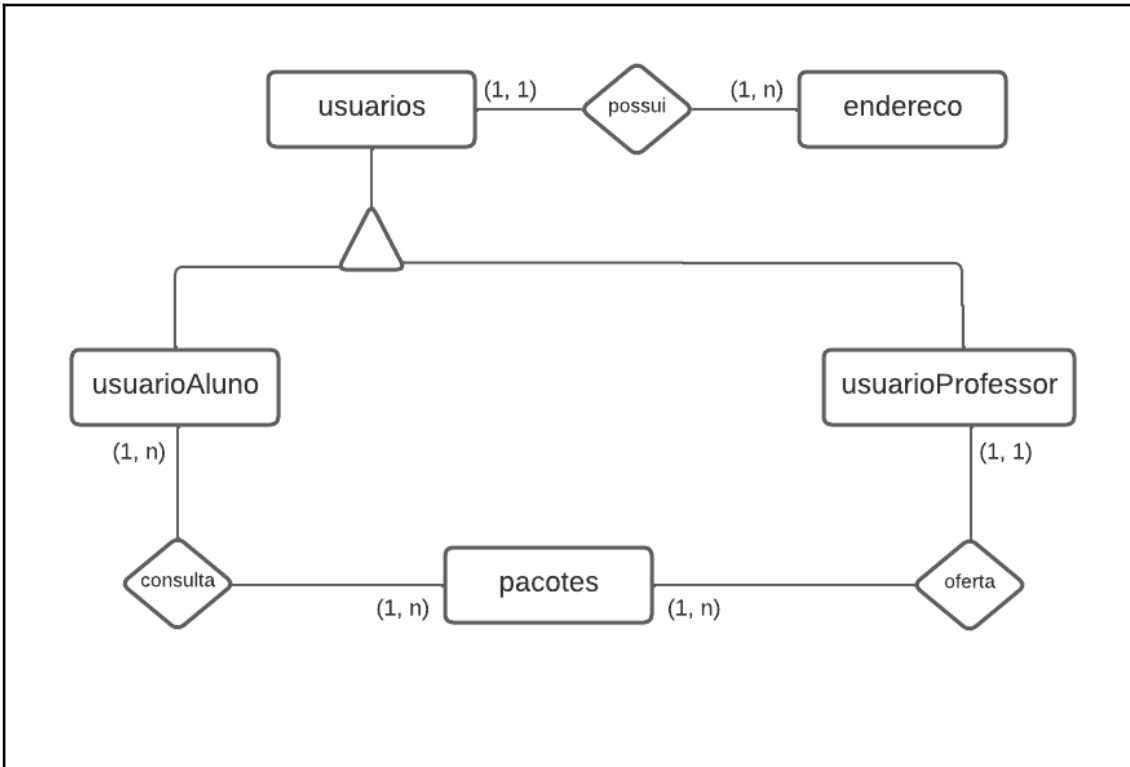 usuarios
(1, 1)
possui
(1, n)
endereco
usuarioAluno
usuarioProfessor
(1, n)
(1, 1)
consulta
(1, n)
pacotes
(1, n)
oferta